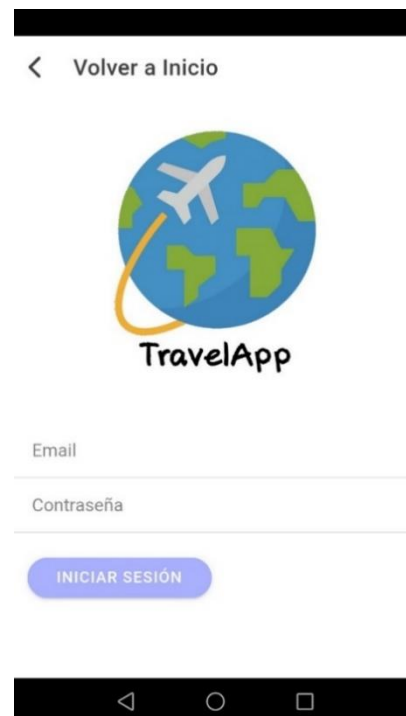 Volver a Inicio
TravelApp
Email
Contraseña
INICIAR SESIÓN